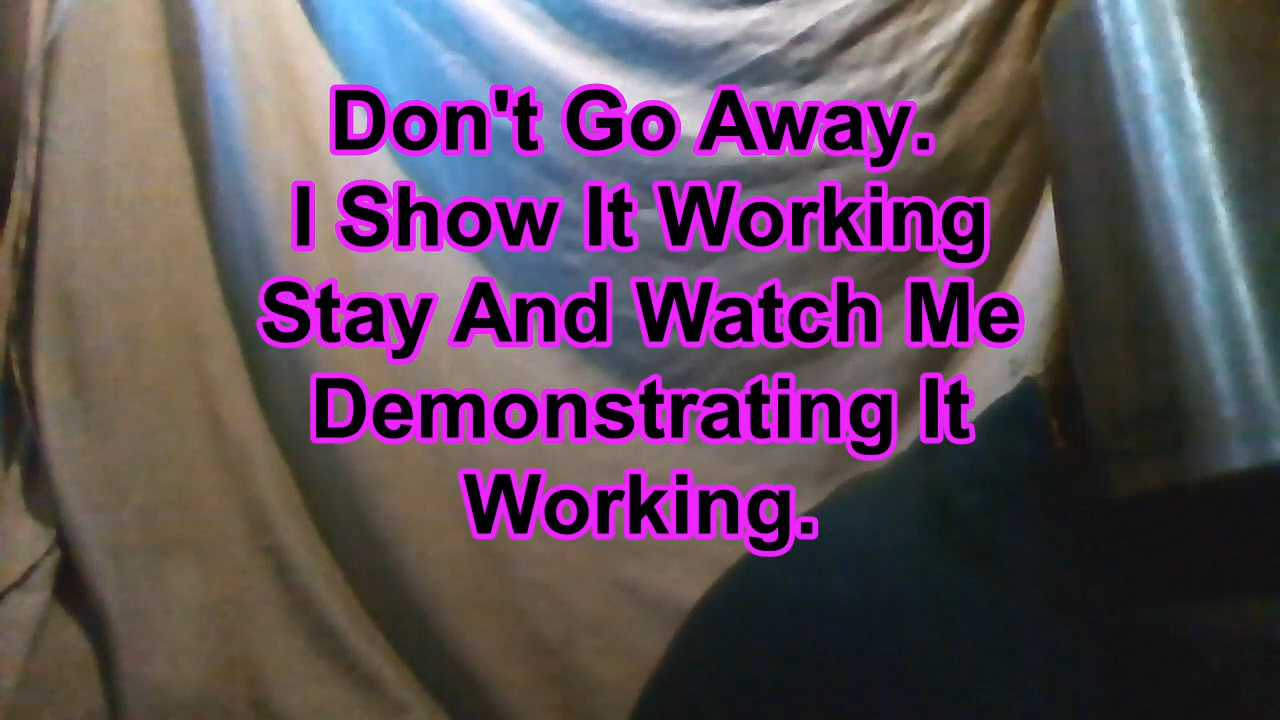 Don't Go Away.
I Show It Working
Stay And Watch Me
Demonstrating It
Working.